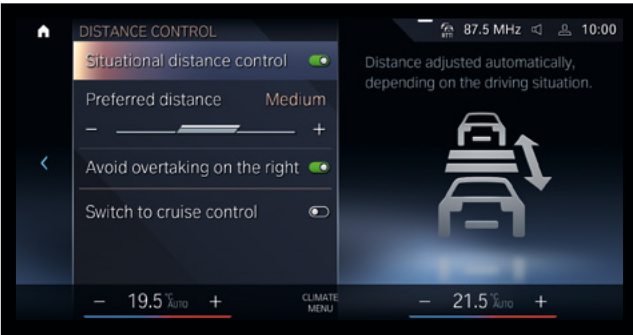 DISTANCE CONTROL
RTTI 87.5 MHz 10:00
Situational distance control
Preferred distance Medium
− +
Avoid overtaking on the right
Switch to cruise control
Distance adjusted automatically,
depending on the driving situation.
− 19.5 °C AUTO +
CLIMATE
MENU
− 21.5 °C AUTO +